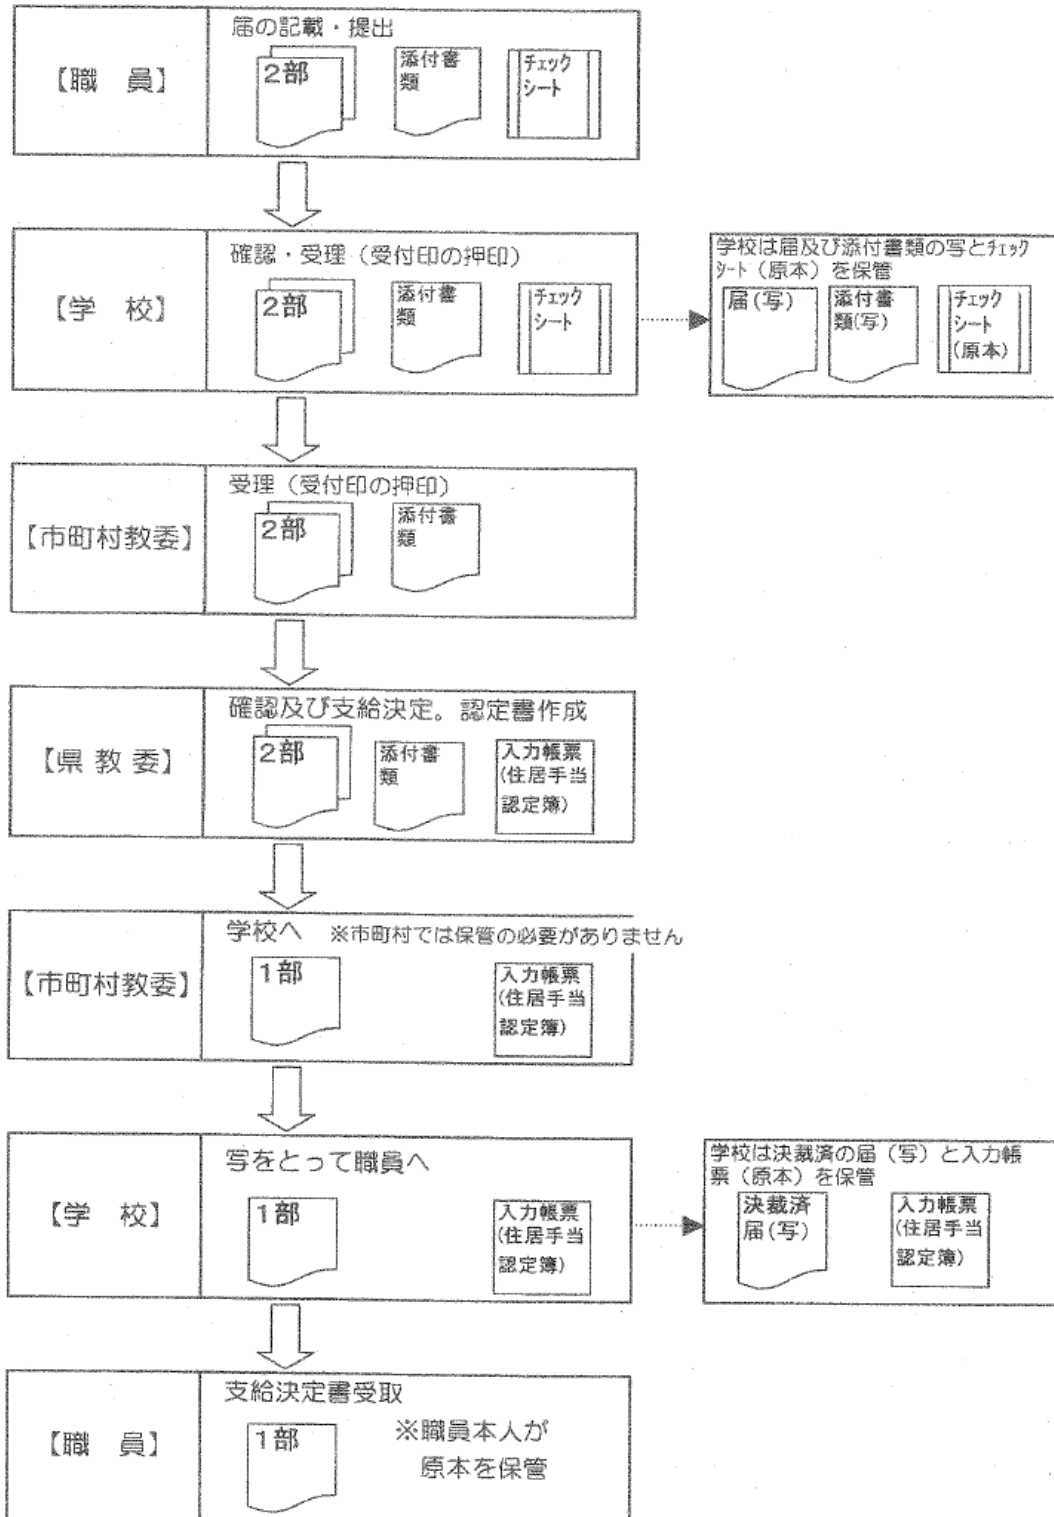 届の記載・提出
【職 員】
2部
添付書
類
チェック
シート
確認・受理（受付印の押印）
【学 校】
2部
添付書
類
チェック
シート
学校は届及び添付書類の写とﾁｪｯｸ
ｼｰﾄ（原本）を保管
届(写)
添付書
類(写)
チェック
シート
(原本)
受理（受付印の押印）
【市町村教委】
2部
添付書
類
確認及び支給決定。認定書作成
【県 教 委】
2部
添付書
類
入力帳票
(住居手当
認定簿)
学校へ ※市町村では保管の必要がありません
【市町村教委】
1部
入力帳票
(住居手当
認定簿)
写をとって職員へ
【学 校】
1部
入力帳票
(住居手当
認定簿)
学校は決裁済の届（写）と入力帳
票（原本）を保管
決裁済
届(写)
入力帳票
(住居手当
認定簿)
支給決定書受取
【職 員】
1部
※職員本人が
原本を保管